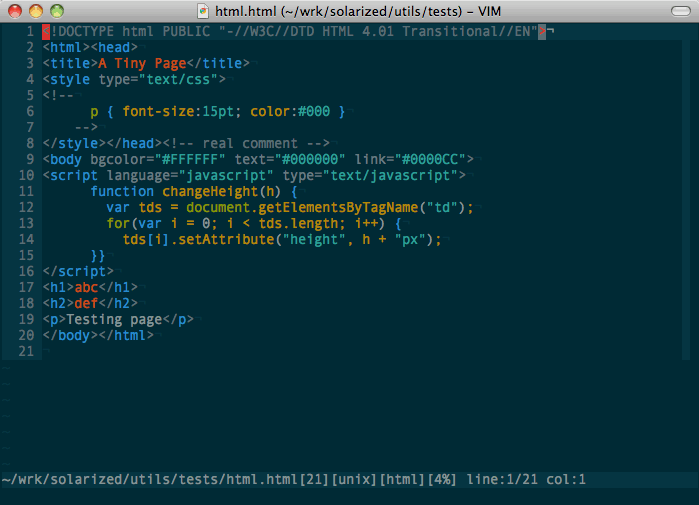 html.html (~/wrk/solarized/utils/tests) – VIM
1 <!DOCTYPE html PUBLIC "-//W3C//DTD HTML 4.01 Transitional//EN">¬
2 <html><head>
3 <title>A Tiny Page</title>
4 <style type="text/css">
5 <!--
6       p { font-size:15pt; color:#000 }
7     -->
8 </style></head><!-- real comment -->
9 <body bgcolor="#FFFFFF" text="#000000" link="#0000CC">
10 <script language="javascript" type="text/javascript">
11       function changeHeight(h) {
12         var tds = document.getElementsByTagName("td");
13         for(var i = 0; i < tds.length; i++) {
14           tds[i].setAttribute("height", h + "px");
15       }}
16 </script>
17 <h1>abc</h1>
18 <h2>def</h2>
19 <p>Testing page</p>
20 </body></html>
21
~
~
~
~
~
~
~
~/wrk/solarized/utils/tests/html.html[21][unix][html][4%] line:1/21 col:1